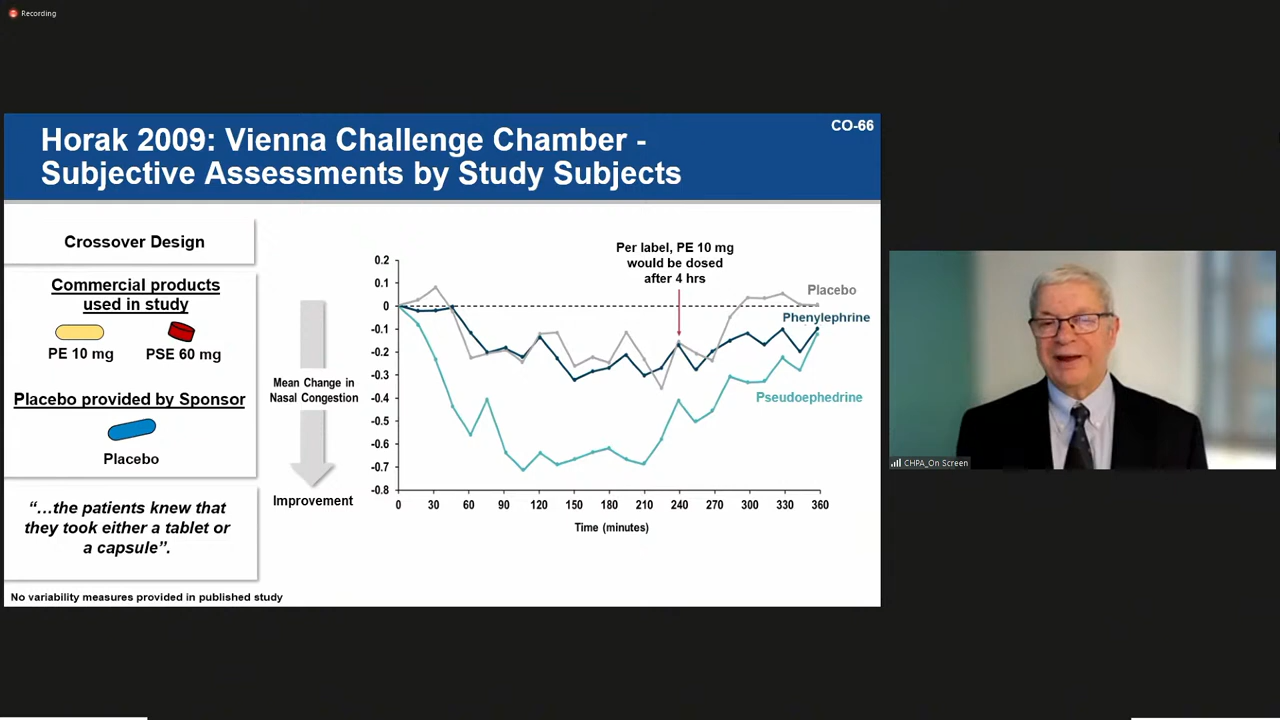 Recording
Horak 2009: Vienna Challenge Chamber -
Subjective Assessments by Study Subjects
CO-66
Crossover Design
Commercial products
used in study
PE 10 mg
PSE 60 mg
Placebo provided by Sponsor
Placebo
“…the patients knew that
they took either a tablet or
a capsule”.
Mean Change in
Nasal Congestion
Improvement
Per label, PE 10 mg
would be dosed
after 4 hrs
0.2
0.1
0
-0.1
-0.2
-0.3
-0.4
-0.5
-0.6
-0.7
-0.8
Placebo
Phenylephrine
Pseudoephedrine
0 30 60 90 120 150 180 210 240 270 300 330 360
Time (minutes)
No variability measures provided in published study
CHPA_On Screen